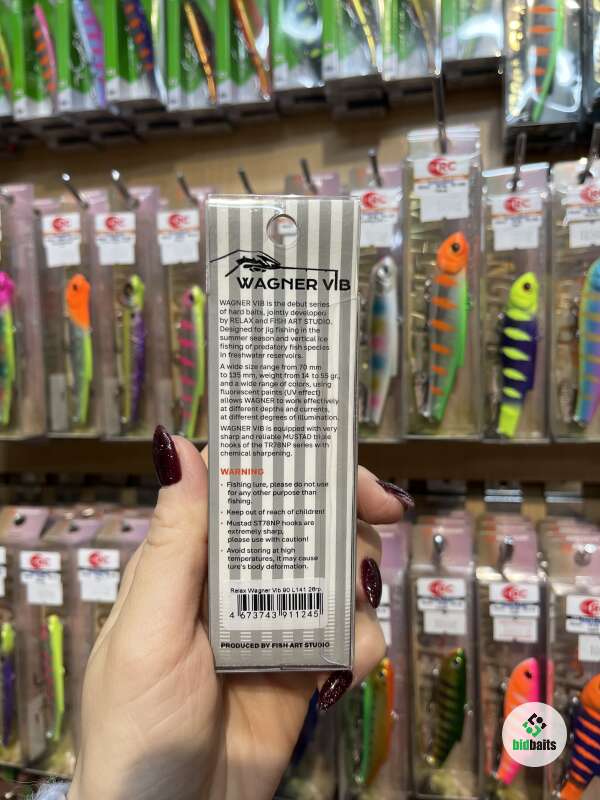 WAGNER VIB
WAGNER VIB is the debut series
of hard baits, jointly developed
by RELAX and FISH ART STUDIO.
Designed for jig fishing in the
summer season and vertical ice
fishing of predatory fish species
in freshwater reservoirs.
A wide size range from 70 mm
to 135 mm, weight from 14 to 55 gr,
and a wide range of colors, using
fluorescent paints (UV effect)
allows WAGNER to work effectively
at different depths and currents,
at different degrees of illumination.
WAGNER VIB is equipped with very
sharp and reliable MUSTAD triple
hooks of the TR78NP series with
chemical sharpening.
WARNING
• Fishing lure, please do not use
for any other purpose than
fishing.
• Keep out of reach of children!
• Mustad ST78NP hooks are
extremely sharp,
please use with caution!
• Avoid storing at high
temperatures, it may cause
lure's body deformation.
Relax Wagner Vib 90 L141 26гр.
4 673743 911245
PRODUCED BY FISH ART STUDIO
bidbaits